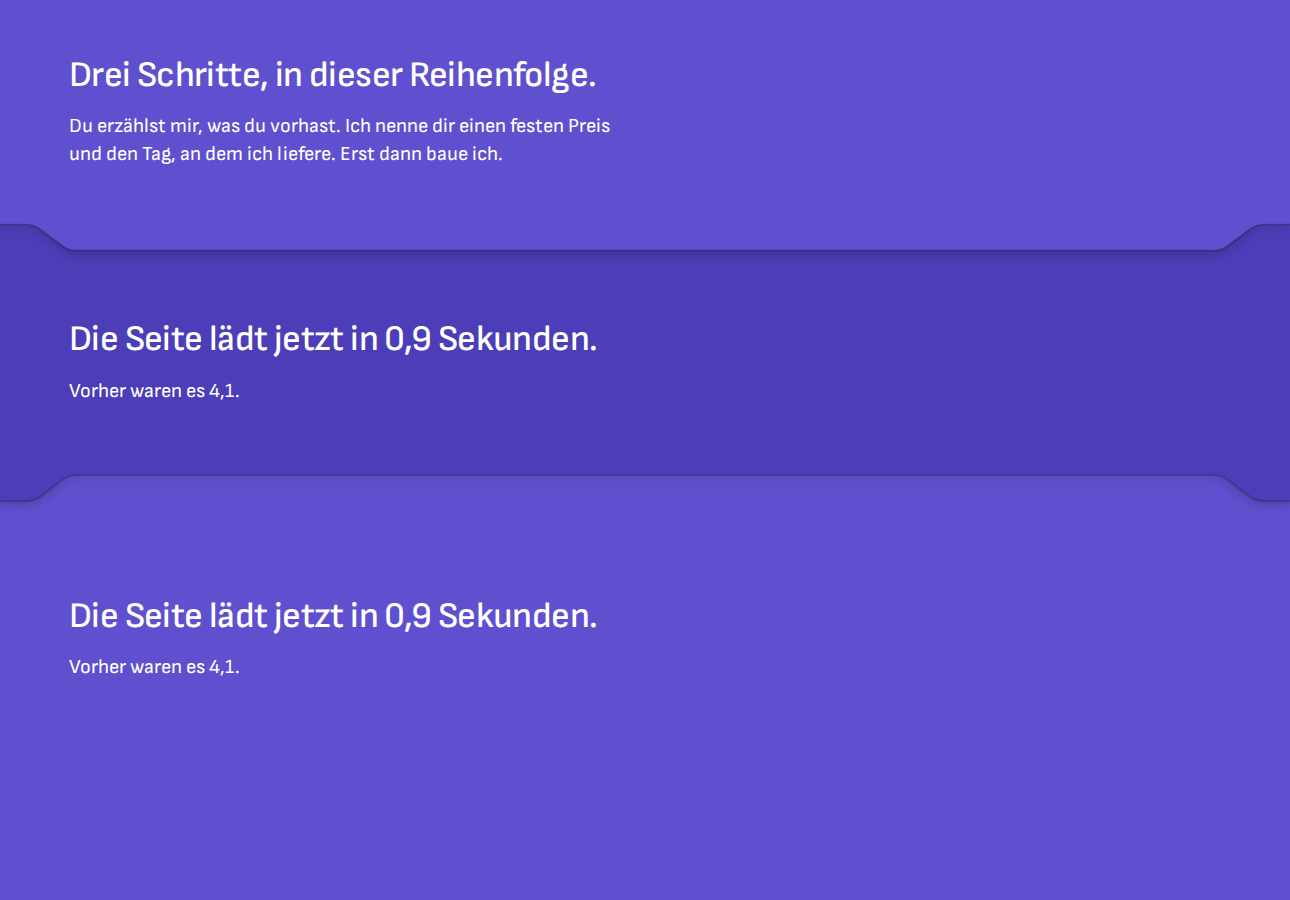 Drei Schritte, in dieser Reihenfolge.
Du erzählst mir, was du vorhast. Ich nenne dir einen festen Preis
und den Tag, an dem ich liefere. Erst dann baue ich.
Die Seite lädt jetzt in 0,9 Sekunden.
Vorher waren es 4,1.
Die Seite lädt jetzt in 0,9 Sekunden.
Vorher waren es 4,1.